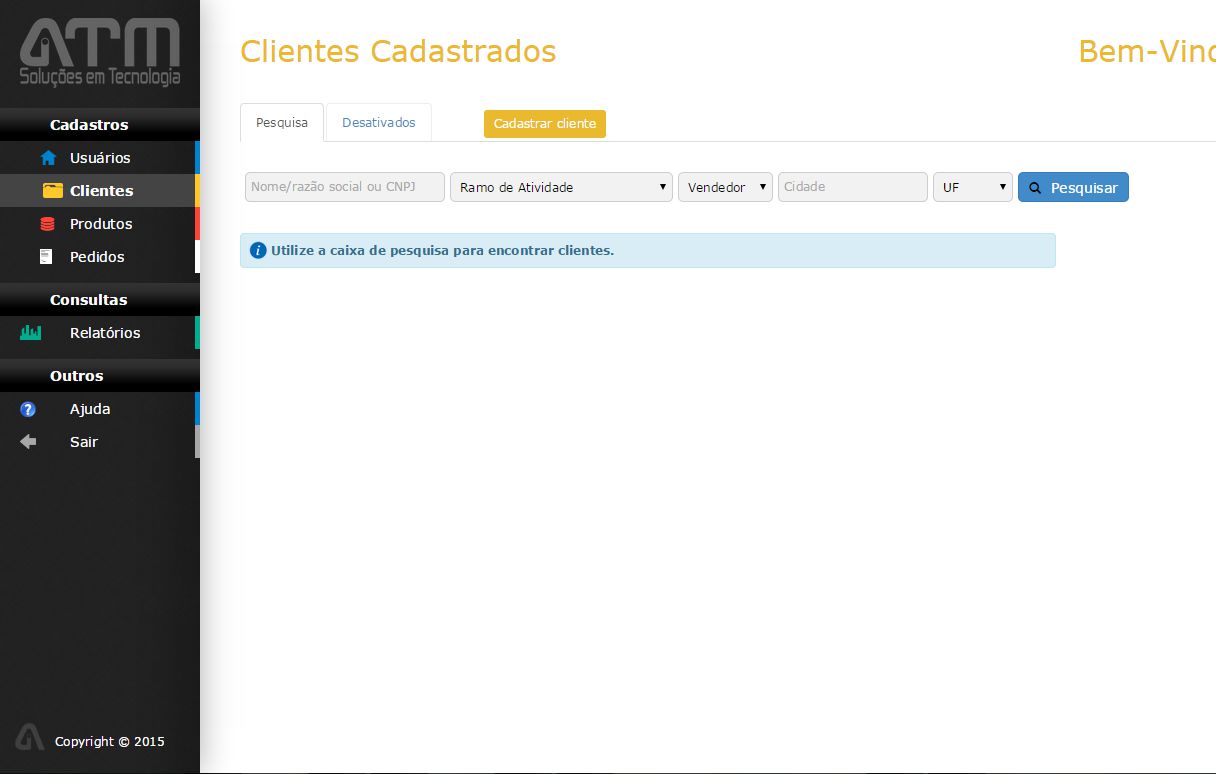 ATM
Soluções em Tecnologia
Cadastros
Usuários
Clientes
Produtos
Pedidos
Consultas
Relatórios
Outros
Ajuda
Sair
Copyright © 2015
Clientes Cadastrados
Bem-Vind
Pesquisa Desativados Cadastrar cliente
Nome/razão social ou CNPJ Ramo de Atividade Vendedor Cidade UF Pesquisar
Utilize a caixa de pesquisa para encontrar clientes.